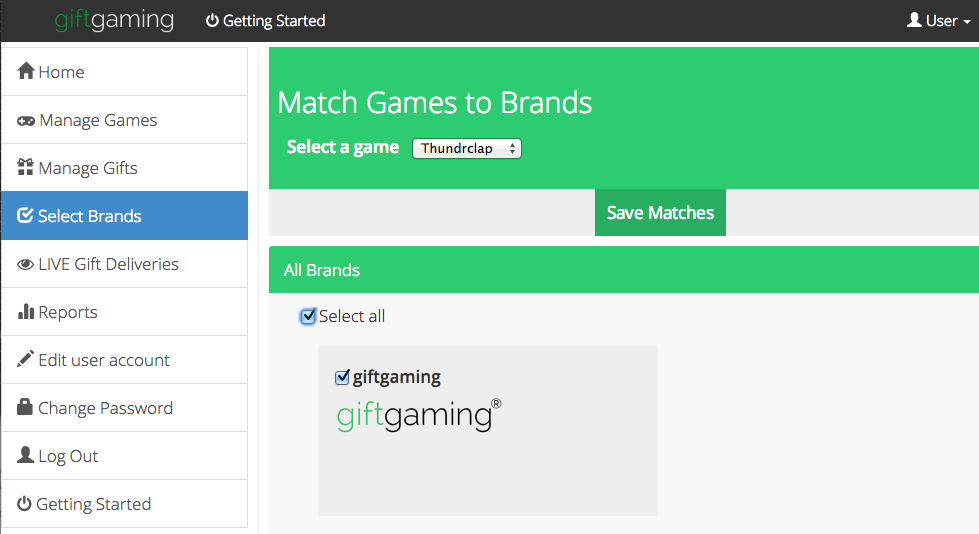 giftgaming
Getting Started
User
Home
Manage Games
Manage Gifts
Select Brands
LIVE Gift Deliveries
Reports
Edit user account
Change Password
Log Out
Getting Started
Match Games to Brands
Select a game Thundrclap
Save Matches
All Brands
Select all
giftgaming
giftgaming®